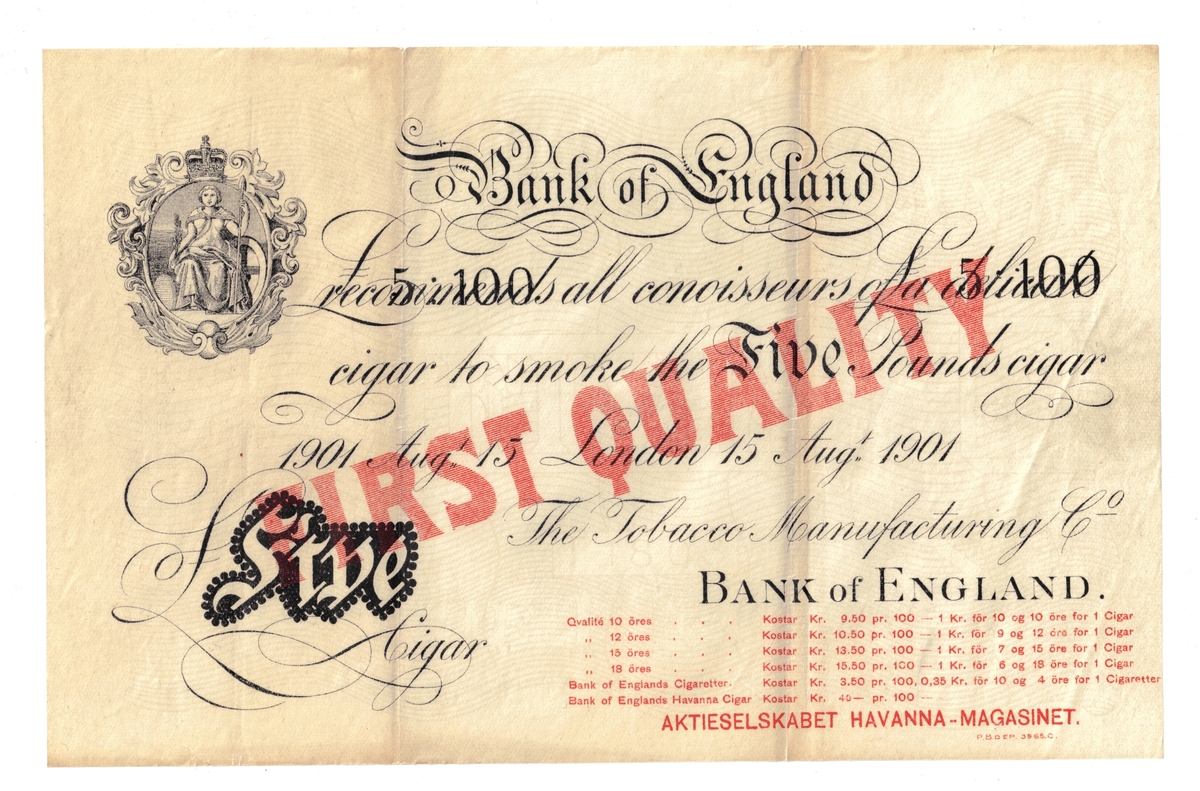 Bank of England
recommends all conoisseurs of a delicate
5 100 5 100
cigar to smoke the Five Pounds cigar
FIRST QUALITY
1901 Augt. 15 London 15 Augt. 1901
The Tobacco Manufacturing Co
Five
Cigar
BANK of ENGLAND.
Qvalité 10 öres . . . Kostar Kr. 9.50 pr. 100 — 1 Kr. för 10 og 10 öre for 1 Cigar
„ 12 öres . . . Kostar Kr. 10.50 pr. 100 — 1 Kr. för 9 og 12 öre for 1 Cigar
„ 15 öres . . . Kostar Kr. 13.50 pr. 100 — 1 Kr. för 7 og 15 öre for 1 Cigar
„ 18 öres . . . Kostar Kr. 15.50 pr. 100 — 1 Kr. för 6 og 18 öre for 1 Cigar
Bank of Englands Cigaretter. Kostar Kr. 3.50 pr. 100, 0,35 Kr. för 10 og 4 öre for 1 Cigaretter
Bank of Englands Havanna Cigar Kostar Kr. 40— pr. 100 —
AKTIESELSKABET HAVANNA-MAGASINET.
3965.C.